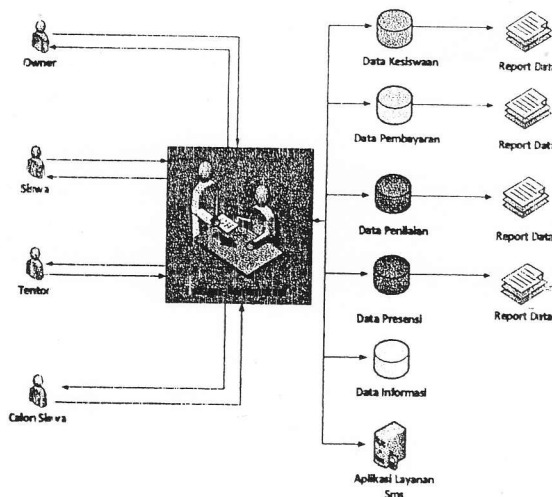 Owner
Siswa
Tentor
Calon Siswa
Data Kesiswaan
Report Data
Data Pembayaran
Report Data
Data Penilaian
Report Data
Data Presensi
Report Data
Data Informasi
Aplikasi Layanan
Sms